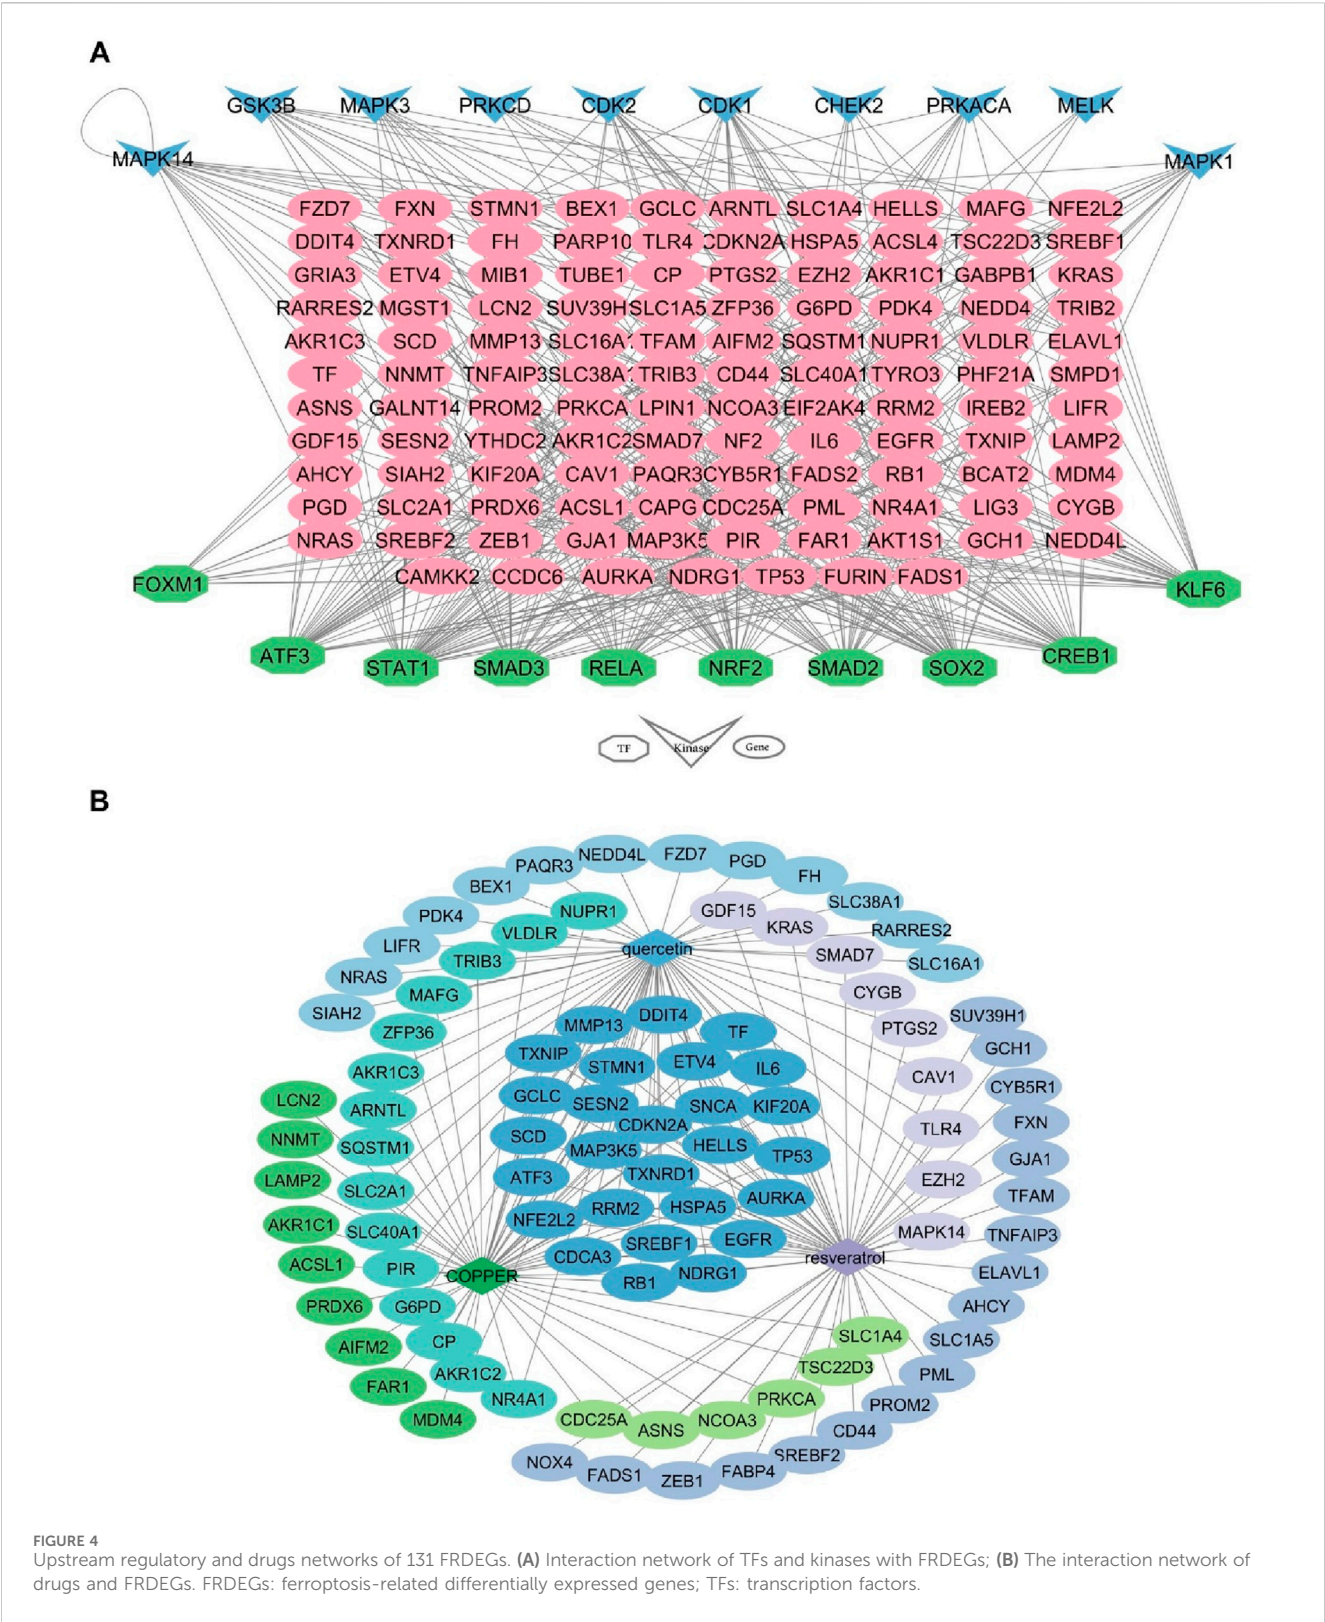 A
GSK3B MAPK3 PRKCD CDK2 CDK1 CHEK2 PRKACA MELK
MAPK14 MAPK1
FZD7 FXN STMN1 BEX1 GCLC ARNTL SLC1A4 HELLS MAFG NFE2L2
DDIT4 TXNRD1 FH PARP10 TLR4 CDKN2A HSPA5 ACSL4 TSC22D3 SREBF1
GRIA3 ETV4 MIB1 TUBE1 CP PTGS2 EZH2 AKR1C1 GABPB1 KRAS
RARRES2 MGST1 LCN2 SUV39H SLC1A5 ZFP36 G6PD PDK4 NEDD4 TRIB2
AKR1C3 SCD MMP13 SLC16A TFAM AIFM2 SQSTM1 NUPR1 VLDLR ELAVL1
TF NNMT TNFAIP3 SLC38A TRIB3 CD44 SLC40A1 TYRO3 PHF21A SMPD1
ASNS GALNT14 PROM2 PRKCA LPIN1 NCOA3 EIF2AK4 RRM2 IREB2 LIFR
GDF15 SESN2 YTHDC2 AKR1C2 SMAD7 NF2 IL6 EGFR TXNIP LAMP2
AHCY SIAH2 KIF20A CAV1 PAQR3 CYB5R1 FADS2 RB1 BCAT2 MDM4
PGD SLC2A1 PRDX6 ACSL1 CAPG CDC25A PML NR4A1 LIG3 CYGB
NRAS SREBF2 ZEB1 GJA1 MAP3K5 PIR FAR1 AKT1S1 GCH1 NEDD4L
CAMKK2 CCDC6 AURKA NDRG1 TP53 FURIN FADS1
FOXM1 KLF6
ATF3 STAT1 SMAD3 RELA NRF2 SMAD2 SOX2 CREB1
TF Kinase Gene
B
NEDD4L FZD7 PGD
PAQR3 FH
BEX1 SLC38A1
PDK4 NUPR1 GDF15 KRAS RARRES2
LIFR VLDLR quercetin SMAD7 SLC16A1
NRAS TRIB3 CYGB
SIAH2 MAFG PTGS2 SUV39H1
ZFP36 MMP13 DDIT4 TF GCH1
AKR1C3 TXNIP STMN1 ETV4 IL6 CAV1 CYB5R1
LCN2 ARNTL GCLC SESN2 SNCA KIF20A FXN
NNMT SQSTM1 SCD CDKN2A HELLS TLR4 GJA1
LAMP2 SLC2A1 MAP3K5 TXNRD1 TP53 EZH2 TFAM
AKR1C1 SLC40A1 ATF3 RRM2 HSPA5 AURKA MAPK14 TNFAIP3
ACSL1 PIR NFE2L2 SREBF1 EGFR resveratrol ELAVL1
COPPER CDCA3 RB1 NDRG1
PRDX6 G6PD AHCY
AIFM2 CP SLC1A4 SLC1A5
FAR1 AKR1C2 TSC22D3 PML
MDM4 NR4A1 CDC25A ASNS NCOA3 PRKCA PROM2
CD44
NOX4 FADS1 ZEB1 FABP4 SREBF2
FIGURE 4
Upstream regulatory and drugs networks of 131 FRDEGs. (A) Interaction network of TFs and kinases with FRDEGs; (B) The interaction network of
drugs and FRDEGs. FRDEGs: ferroptosis-related differentially expressed genes; TFs: transcription factors.